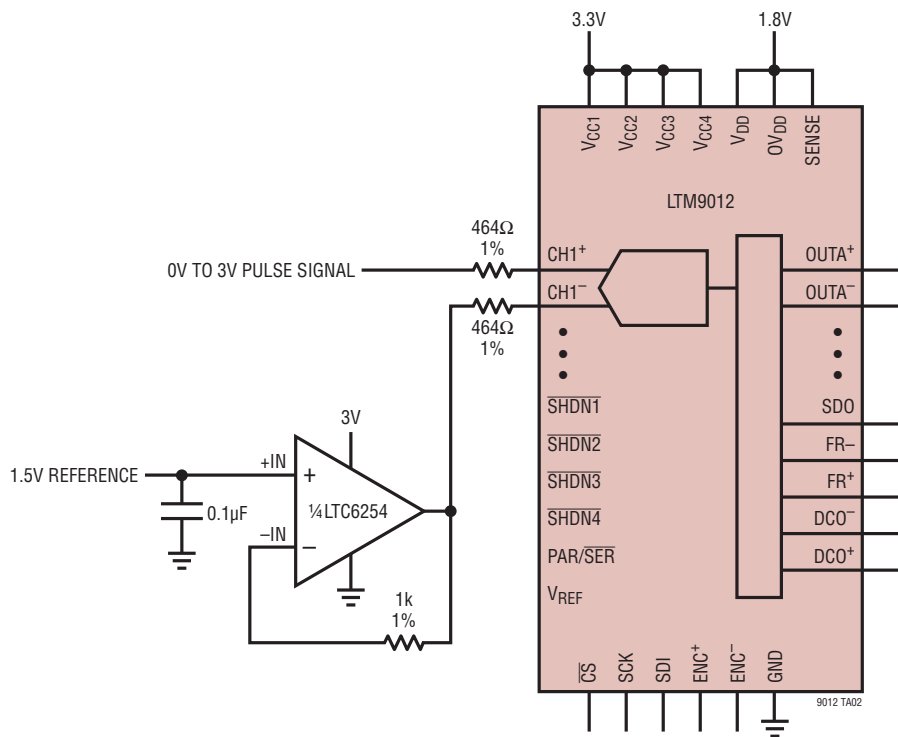 3.3V 1.8V
VCC1 VCC2 VCC3 VCC4 VDD OVDD SENSE
LTM9012
464Ω
1%
0V TO 3V PULSE SIGNAL
CH1+
OUTA+
CH1−
OUTA−
464Ω
1%
SHDN1
SDO
3V
SHDN2
FR−
1.5V REFERENCE
+IN
+
SHDN3
FR+
0.1µF
¼LTC6254
SHDN4
DCO−
−IN
−
PAR/SER
DCO+
1k
1%
VREF
CS SCK SDI ENC+ ENC− GND
9012 TA02